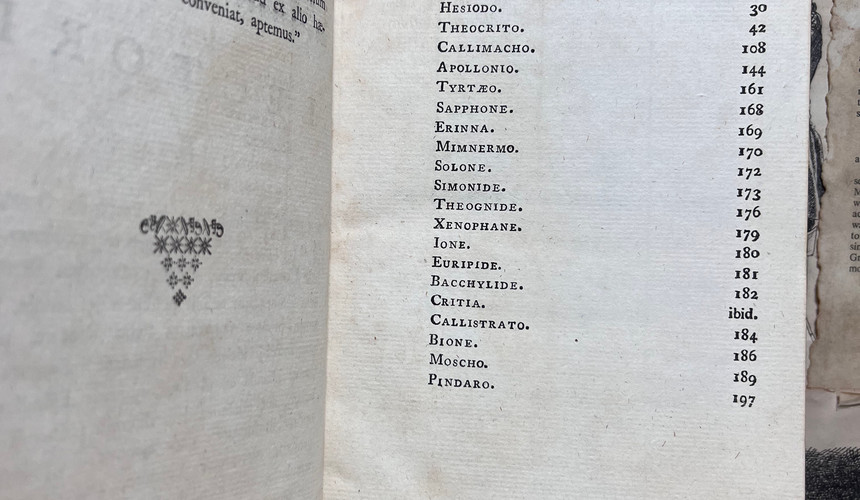 ex alio hæ-
conveniat, aptemus.”
HESIODO. 30
THEOCRITO. 42
CALLIMACHO. 108
APOLLONIO. 144
TYRTÆO. 161
SAPPHONE. 168
ERINNA. 169
MIMNERMO. 170
SOLONE. 172
SIMONIDE. 173
THEOGNIDE. 176
XENOPHANE. 179
IONE. 180
EURIPIDE. 181
BACCHYLIDE. 182
CRITIA. ibid.
CALLISTRATO. 184
BIONE. 186
MOSCHO. 189
PINDARO. 197